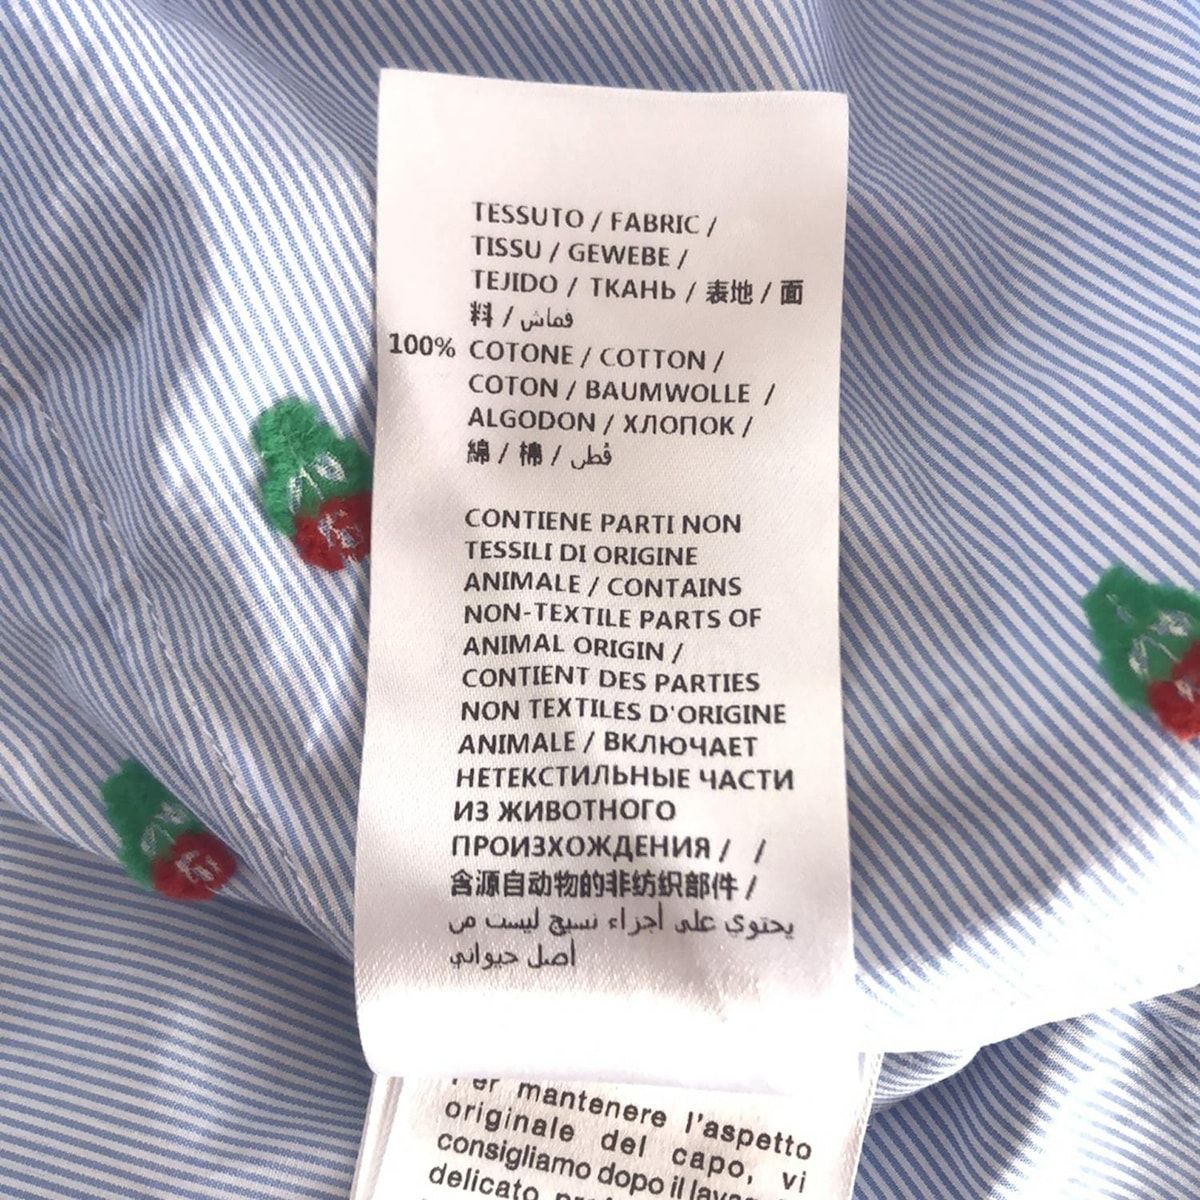 TESSUTO / FABRIC /
TISSU / GEWEBE /
TEJIDO / ТКАНЬ / 表地 / 面
料 / قماش
100% COTONE / COTTON /
COTON / BAUMWOLLE /
ALGODON / ХЛОПОК /
綿 / 棉 / قطن
CONTIENE PARTI NON
TESSILI DI ORIGINE
ANIMALE / CONTAINS
NON-TEXTILE PARTS OF
ANIMAL ORIGIN /
CONTIENT DES PARTIES
NON TEXTILES D'ORIGINE
ANIMALE / ВКЛЮЧАЕТ
НЕТЕКСТИЛЬНЫЕ ЧАСТИ
ИЗ ЖИВОТНОГО
ПРОИЗХОЖДЕНИЯ / /
含源自动物的非纺织部件 /
يحتوي على أجزاء نسيج ليست من
أصل حيواني
Per mantenere l'aspetto
originale del capo, vi
consigliamo dopo il
delicato